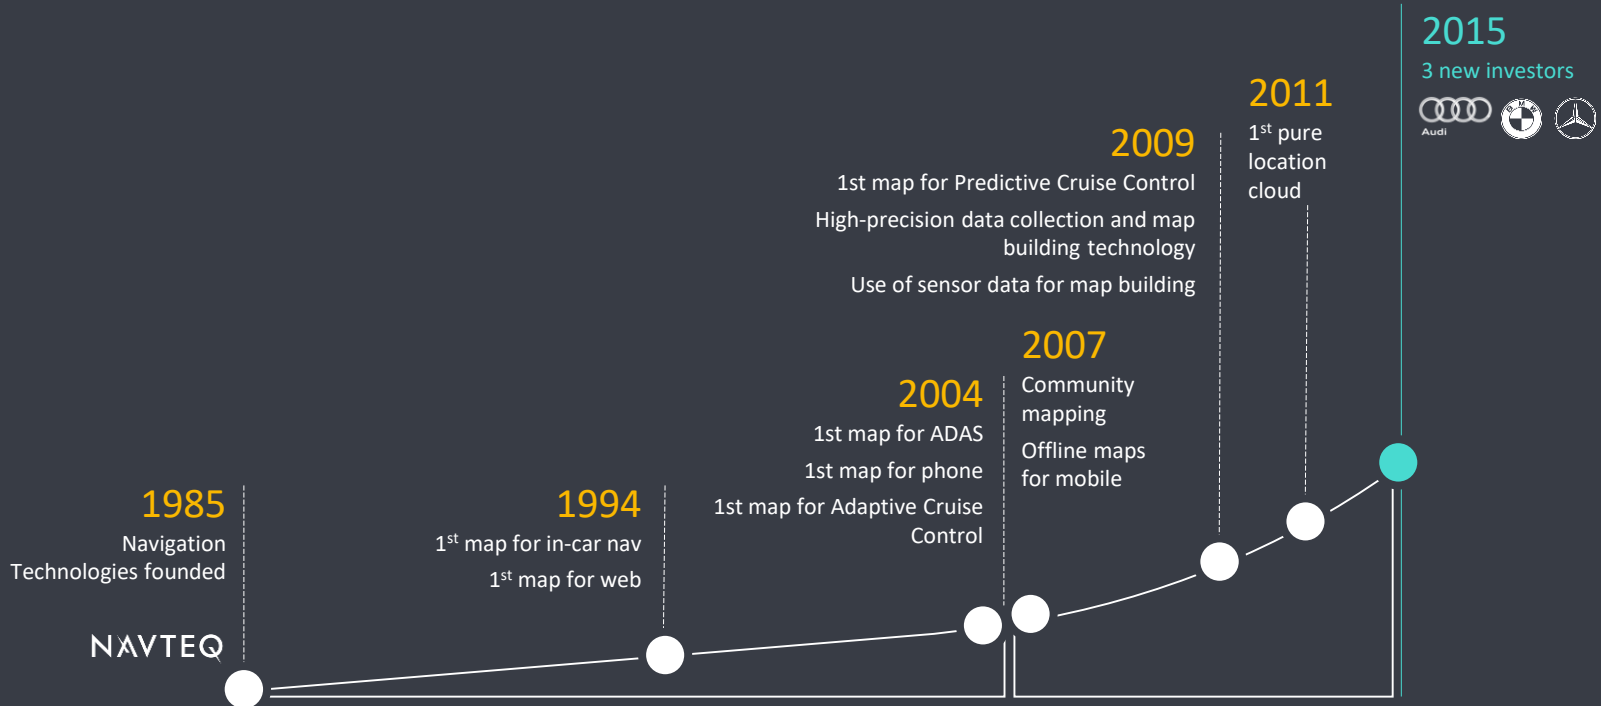 1985
Navigation
Technologies founded
NAVTEQ
1994
1st map for in-car nav
1st map for web
2004
1st map for ADAS
1st map for phone
1st map for Adaptive Cruise
Control
2007
Community
mapping
Offline maps
for mobile
2009
1st map for Predictive Cruise Control
High-precision data collection and map
building technology
Use of sensor data for map building
2011
1st pure
location
cloud
2015
3 new investors
Audi
BMW